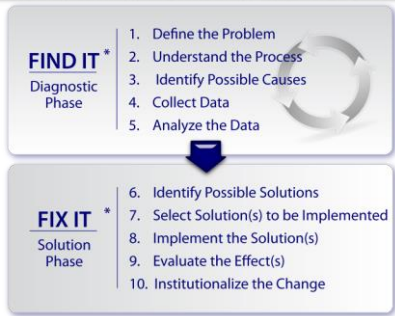 FIND IT *
Diagnostic
Phase
1. Define the Problem
2. Understand the Process
3. Identify Possible Causes
4. Collect Data
5. Analyze the Data
FIX IT *
Solution
Phase
6. Identify Possible Solutions
7. Select Solution(s) to be Implemented
8. Implement the Solution(s)
9. Evaluate the Effect(s)
10. Institutionalize the Change